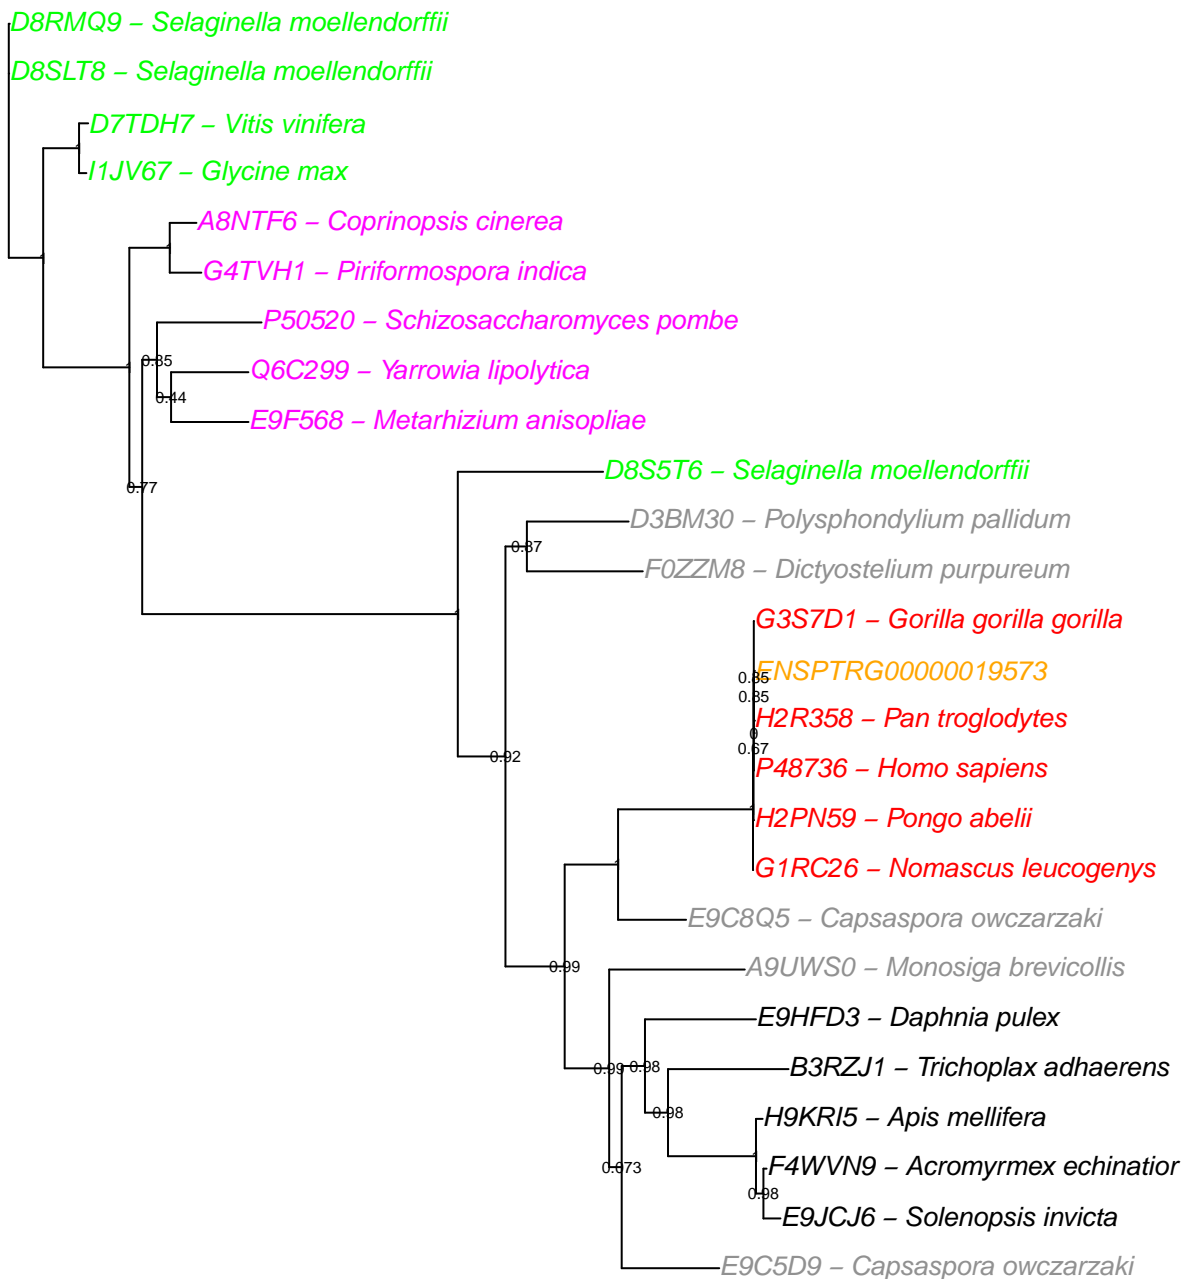 D8RMQ9 – Selaginella moellendorffii
D8SLT8 – Selaginella moellendorffii
D7TDH7 – Vitis vinifera
I1JV67 – Glycine max
A8NTF6 – Coprinopsis cinerea
G4TVH1 – Piriformospora indica
P50520 – Schizosaccharomyces pombe
0.85
Q6C299 – Yarrowia lipolytica
0.44
E9F568 – Metarhizium anisopliae
D8S5T6 – Selaginella moellendorffii
0.77
D3BM30 – Polysphondylium pallidum
0.87
F0ZZM8 – Dictyostelium purpureum
G3S7D1 – Gorilla gorilla gorilla
ENSPTRG00000019573
0.85
0.85
H2R358 – Pan troglodytes
0
0.67
0.92
P48736 – Homo sapiens
H2PN59 – Pongo abelii
G1RC26 – Nomascus leucogenys
E9C8Q5 – Capsaspora owczarzaki
0.99
A9UWS0 – Monosiga brevicollis
E9HFD3 – Daphnia pulex
0.99
0.98
B3RZJ1 – Trichoplax adhaerens
0.98
H9KRI5 – Apis mellifera
0.073
F4WVN9 – Acromyrmex echinatior
0.98
E9JCJ6 – Solenopsis invicta
E9C5D9 – Capsaspora owczarzaki